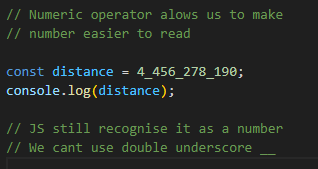 // Numeric operator alows us to make
// number easier to read
const distance = 4_456_278_190;
console.log(distance);
// JS still recognise it as a number
// We cant use double underscore __